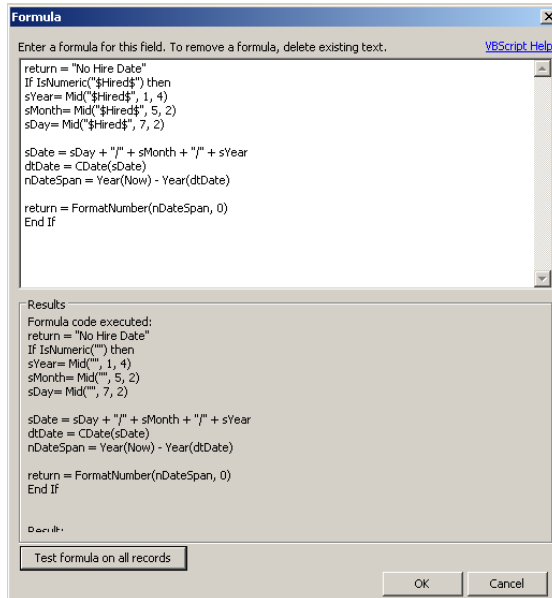 Formula
Enter a formula for this field. To remove a formula, delete existing text.
VBScript Help
return = "No Hire Date"
If IsNumeric("$Hired$") then
sYear= Mid("$Hired$", 1, 4)
sMonth= Mid("$Hired$", 5, 2)
sDay= Mid("$Hired$", 7, 2)
sDate = sDay + "/" + sMonth + "/" + sYear
dtDate = CDate(sDate)
nDateSpan = Year(Now) - Year(dtDate)
return = FormatNumber(nDateSpan, 0)
End If
Results
Formula code executed:
return = "No Hire Date"
If IsNumeric("") then
sYear= Mid("", 1, 4)
sMonth= Mid("", 5, 2)
sDay= Mid("", 7, 2)
sDate = sDay + "/" + sMonth + "/" + sYear
dtDate = CDate(sDate)
nDateSpan = Year(Now) - Year(dtDate)
return = FormatNumber(nDateSpan, 0)
End If
Result:
Test formula on all records
OK
Cancel